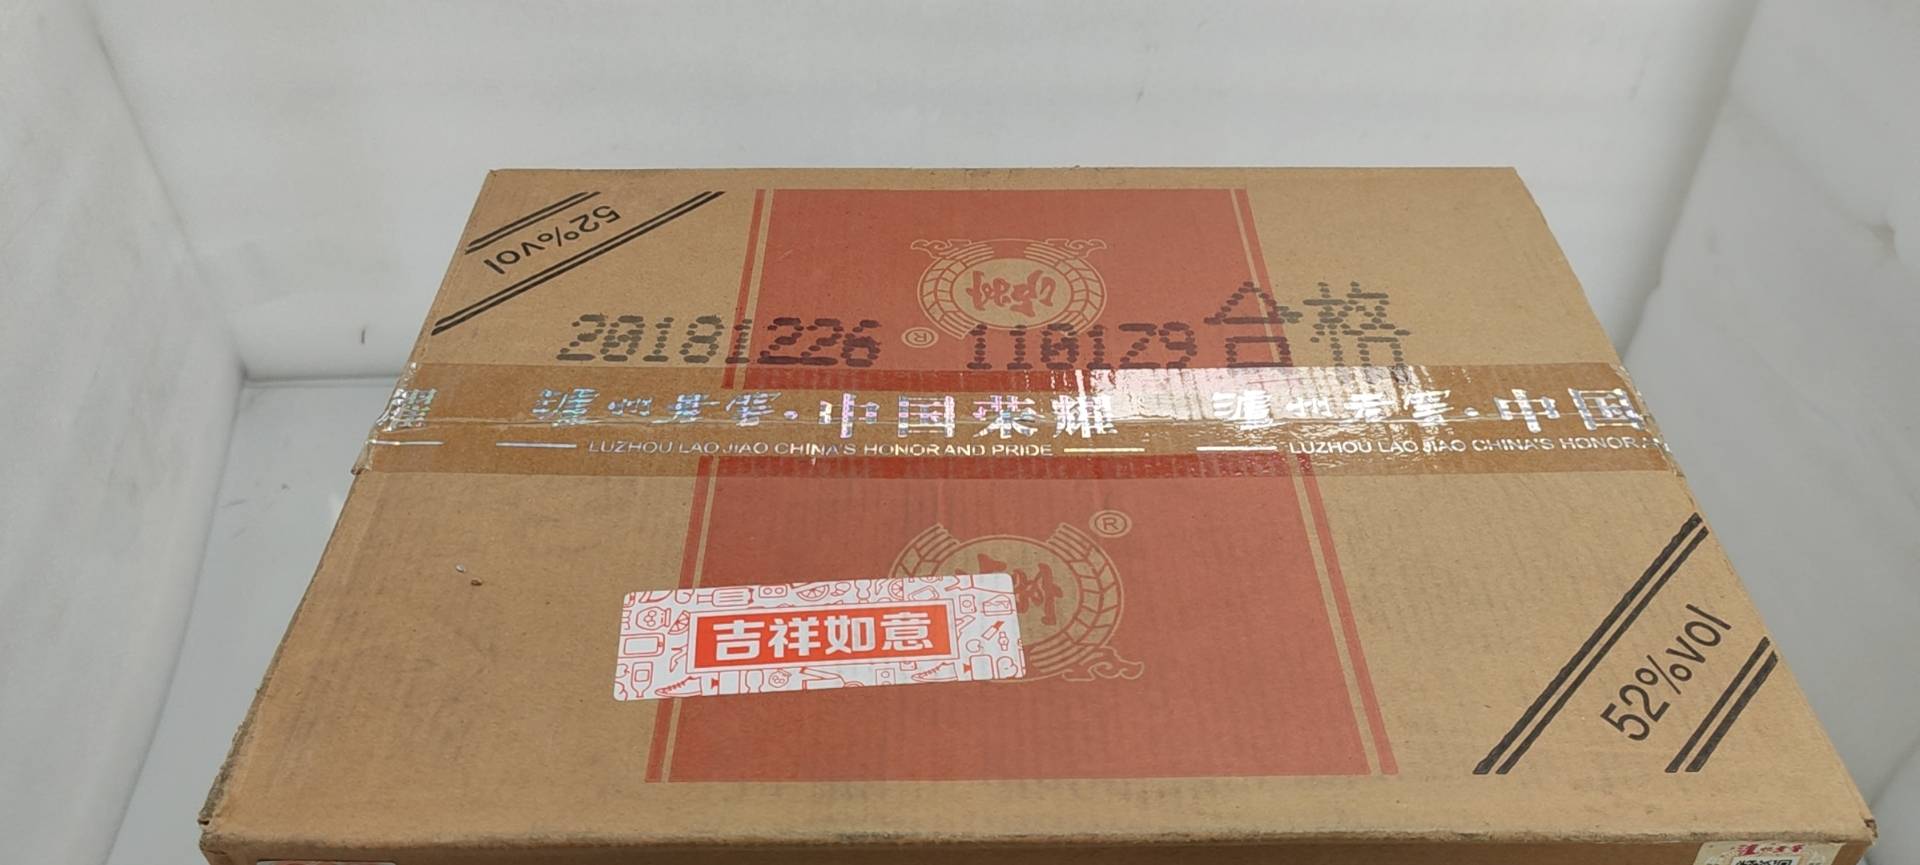 52%vol
20181226 110129 合格
®
泸州老窖·中国荣耀 泸州老窖·中国
LUZHOU LAO JIAO CHINA'S HONOR AND PRIDE LUZHOU LAO JIAO CHINA'S HONOR A
®
吉祥如意
52%vol